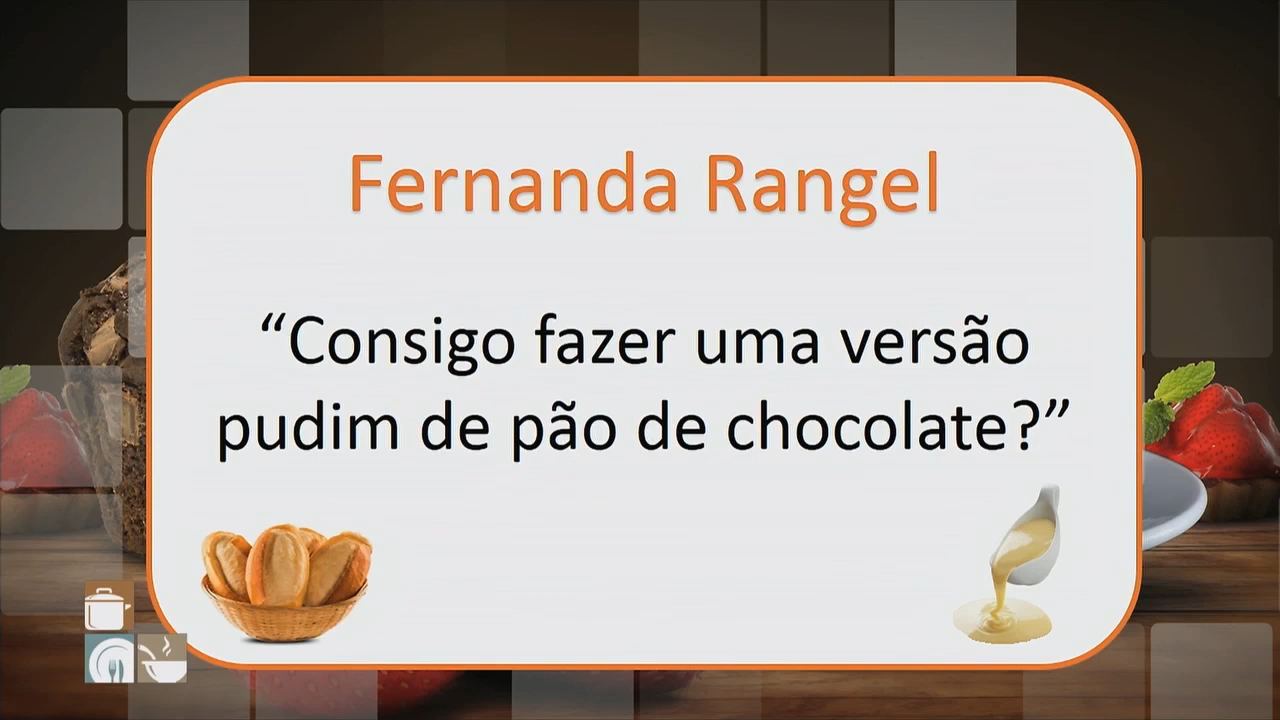 Fernanda Rangel
“Consigo fazer uma versão
pudim de pão de chocolate?”